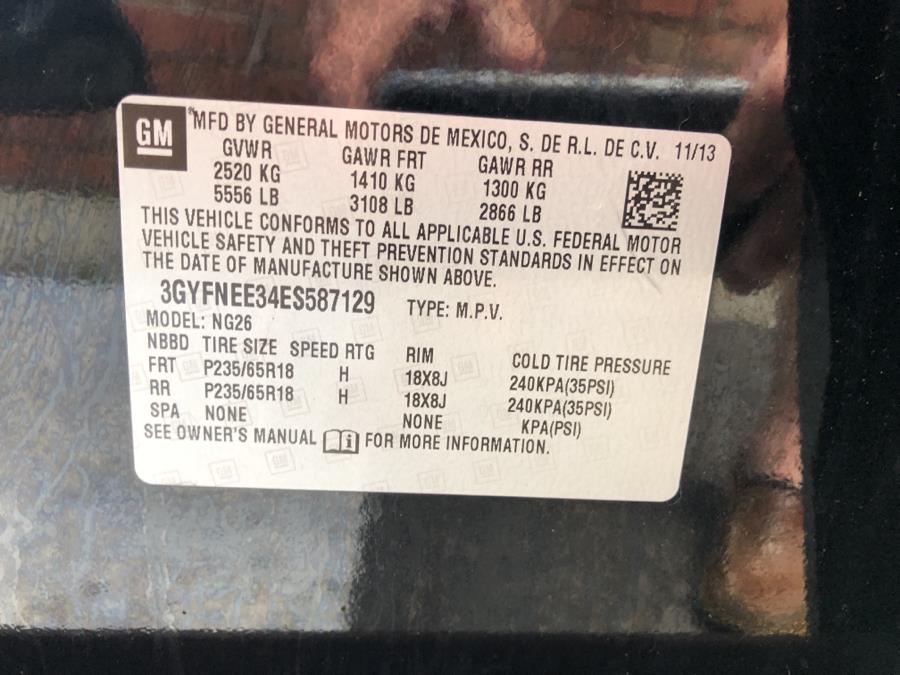 GM MFD BY GENERAL MOTORS DE MEXICO, S. DE R.L. DE C.V. 11/13
GVWR GAWR FRT GAWR RR
2520 KG 1410 KG 1300 KG
5556 LB 3108 LB 2866 LB
THIS VEHICLE CONFORMS TO ALL APPLICABLE U.S. FEDERAL MOTOR
VEHICLE SAFETY AND THEFT PREVENTION STANDARDS IN EFFECT ON
THE DATE OF MANUFACTURE SHOWN ABOVE.
3GYFNEE34ES587129 TYPE: M.P.V.
MODEL: NG26
NBBD TIRE SIZE SPEED RTG RIM COLD TIRE PRESSURE
FRT P235/65R18 H 18X8J 240KPA(35PSI)
RR P235/65R18 H 18X8J 240KPA(35PSI)
SPA NONE NONE KPA(PSI)
SEE OWNER'S MANUAL FOR MORE INFORMATION.